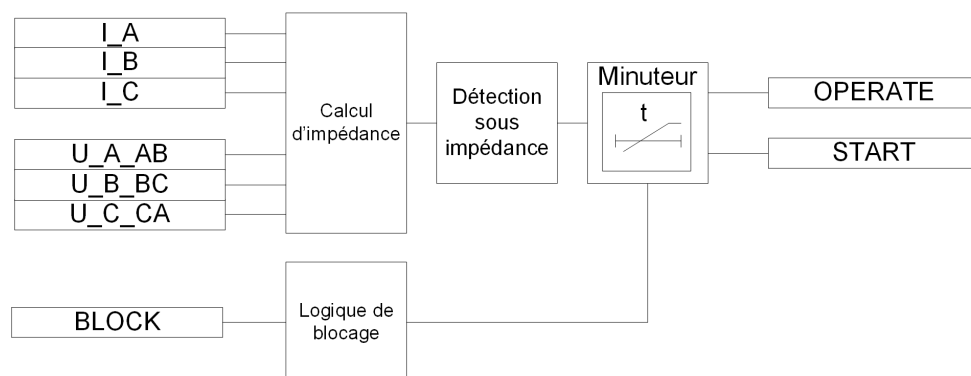 I_A
I_B
I_C
U_A_AB
U_B_BC
U_C_CA
BLOCK
Calcul
d'impédance
Logique de
blocage
Détection
sous
impédance
Minuteur
t
OPERATE
START